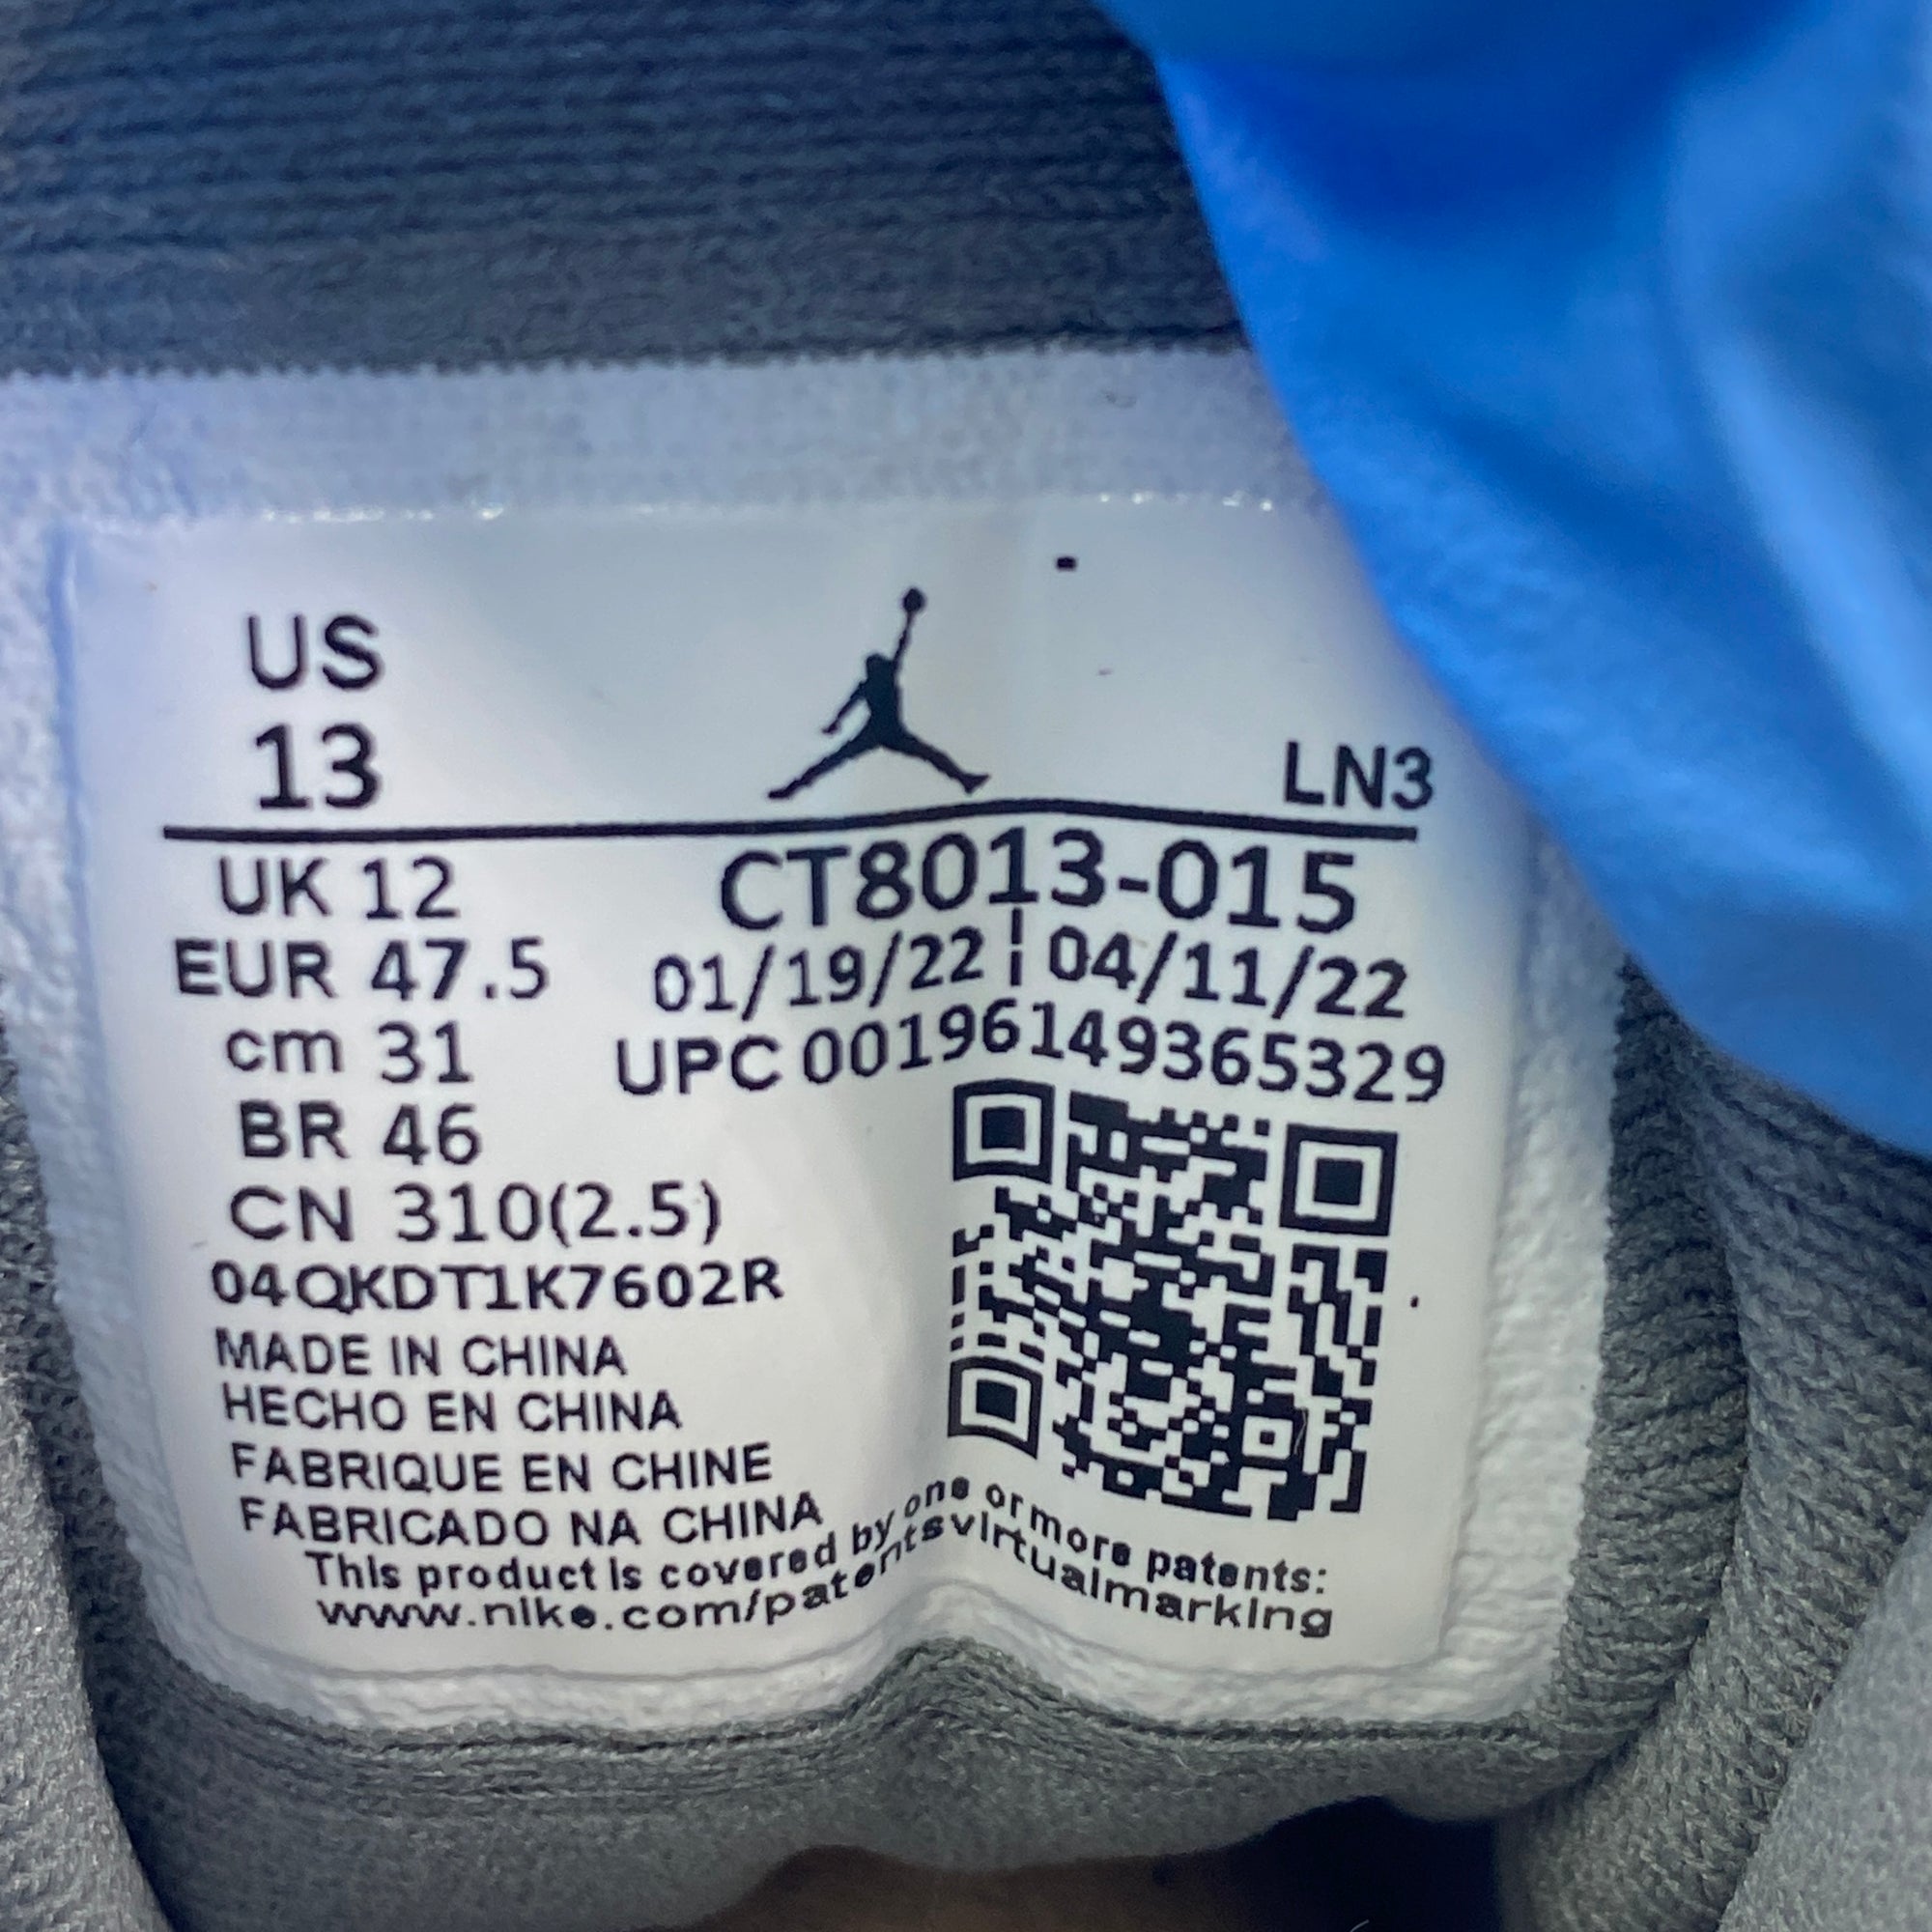 US
13
LN3
UK 12
CT8013-015
EUR 47.5
01/19/22 | 04/11/22
cm 31
UPC 00196149365329
BR 46
CN 310(2.5)
04QKDT1K7602R
MADE IN CHINA
HECHO EN CHINA
FABRIQUE EN CHINE
FABRICADO NA CHINA
This product is covered by one or more patents:
www.nike.com/patentsvirtualmarking